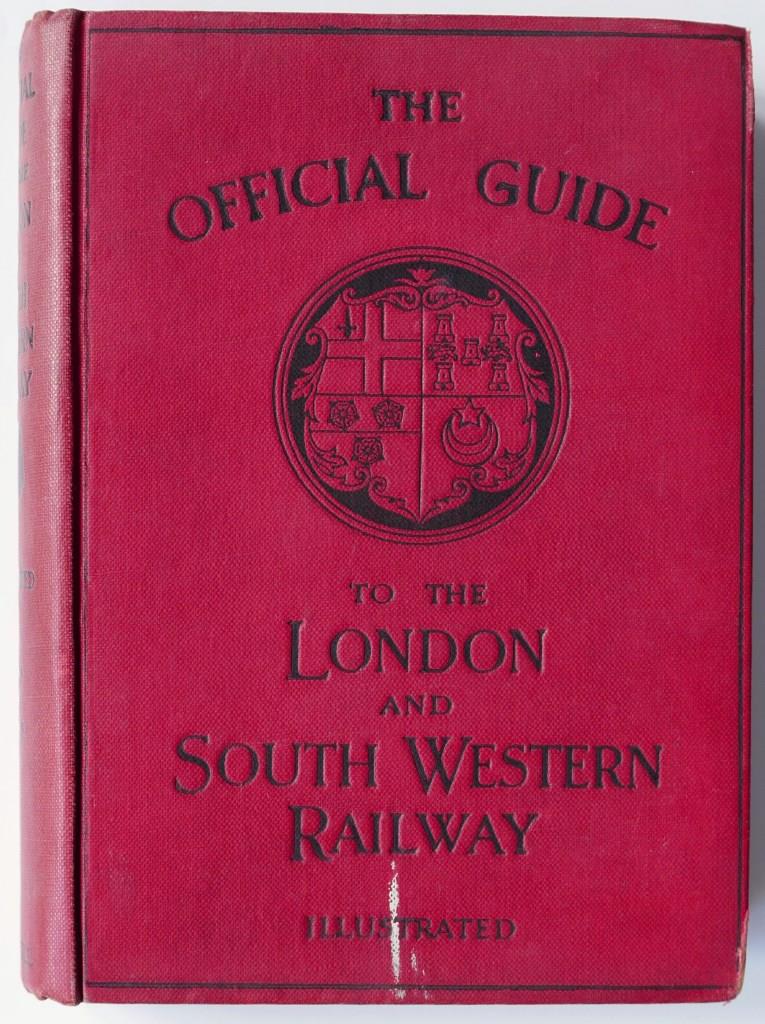 THE
OFFICIAL GUIDE
TO THE
LONDON
AND
SOUTH WESTERN
RAILWAY
ILLUSTRATED